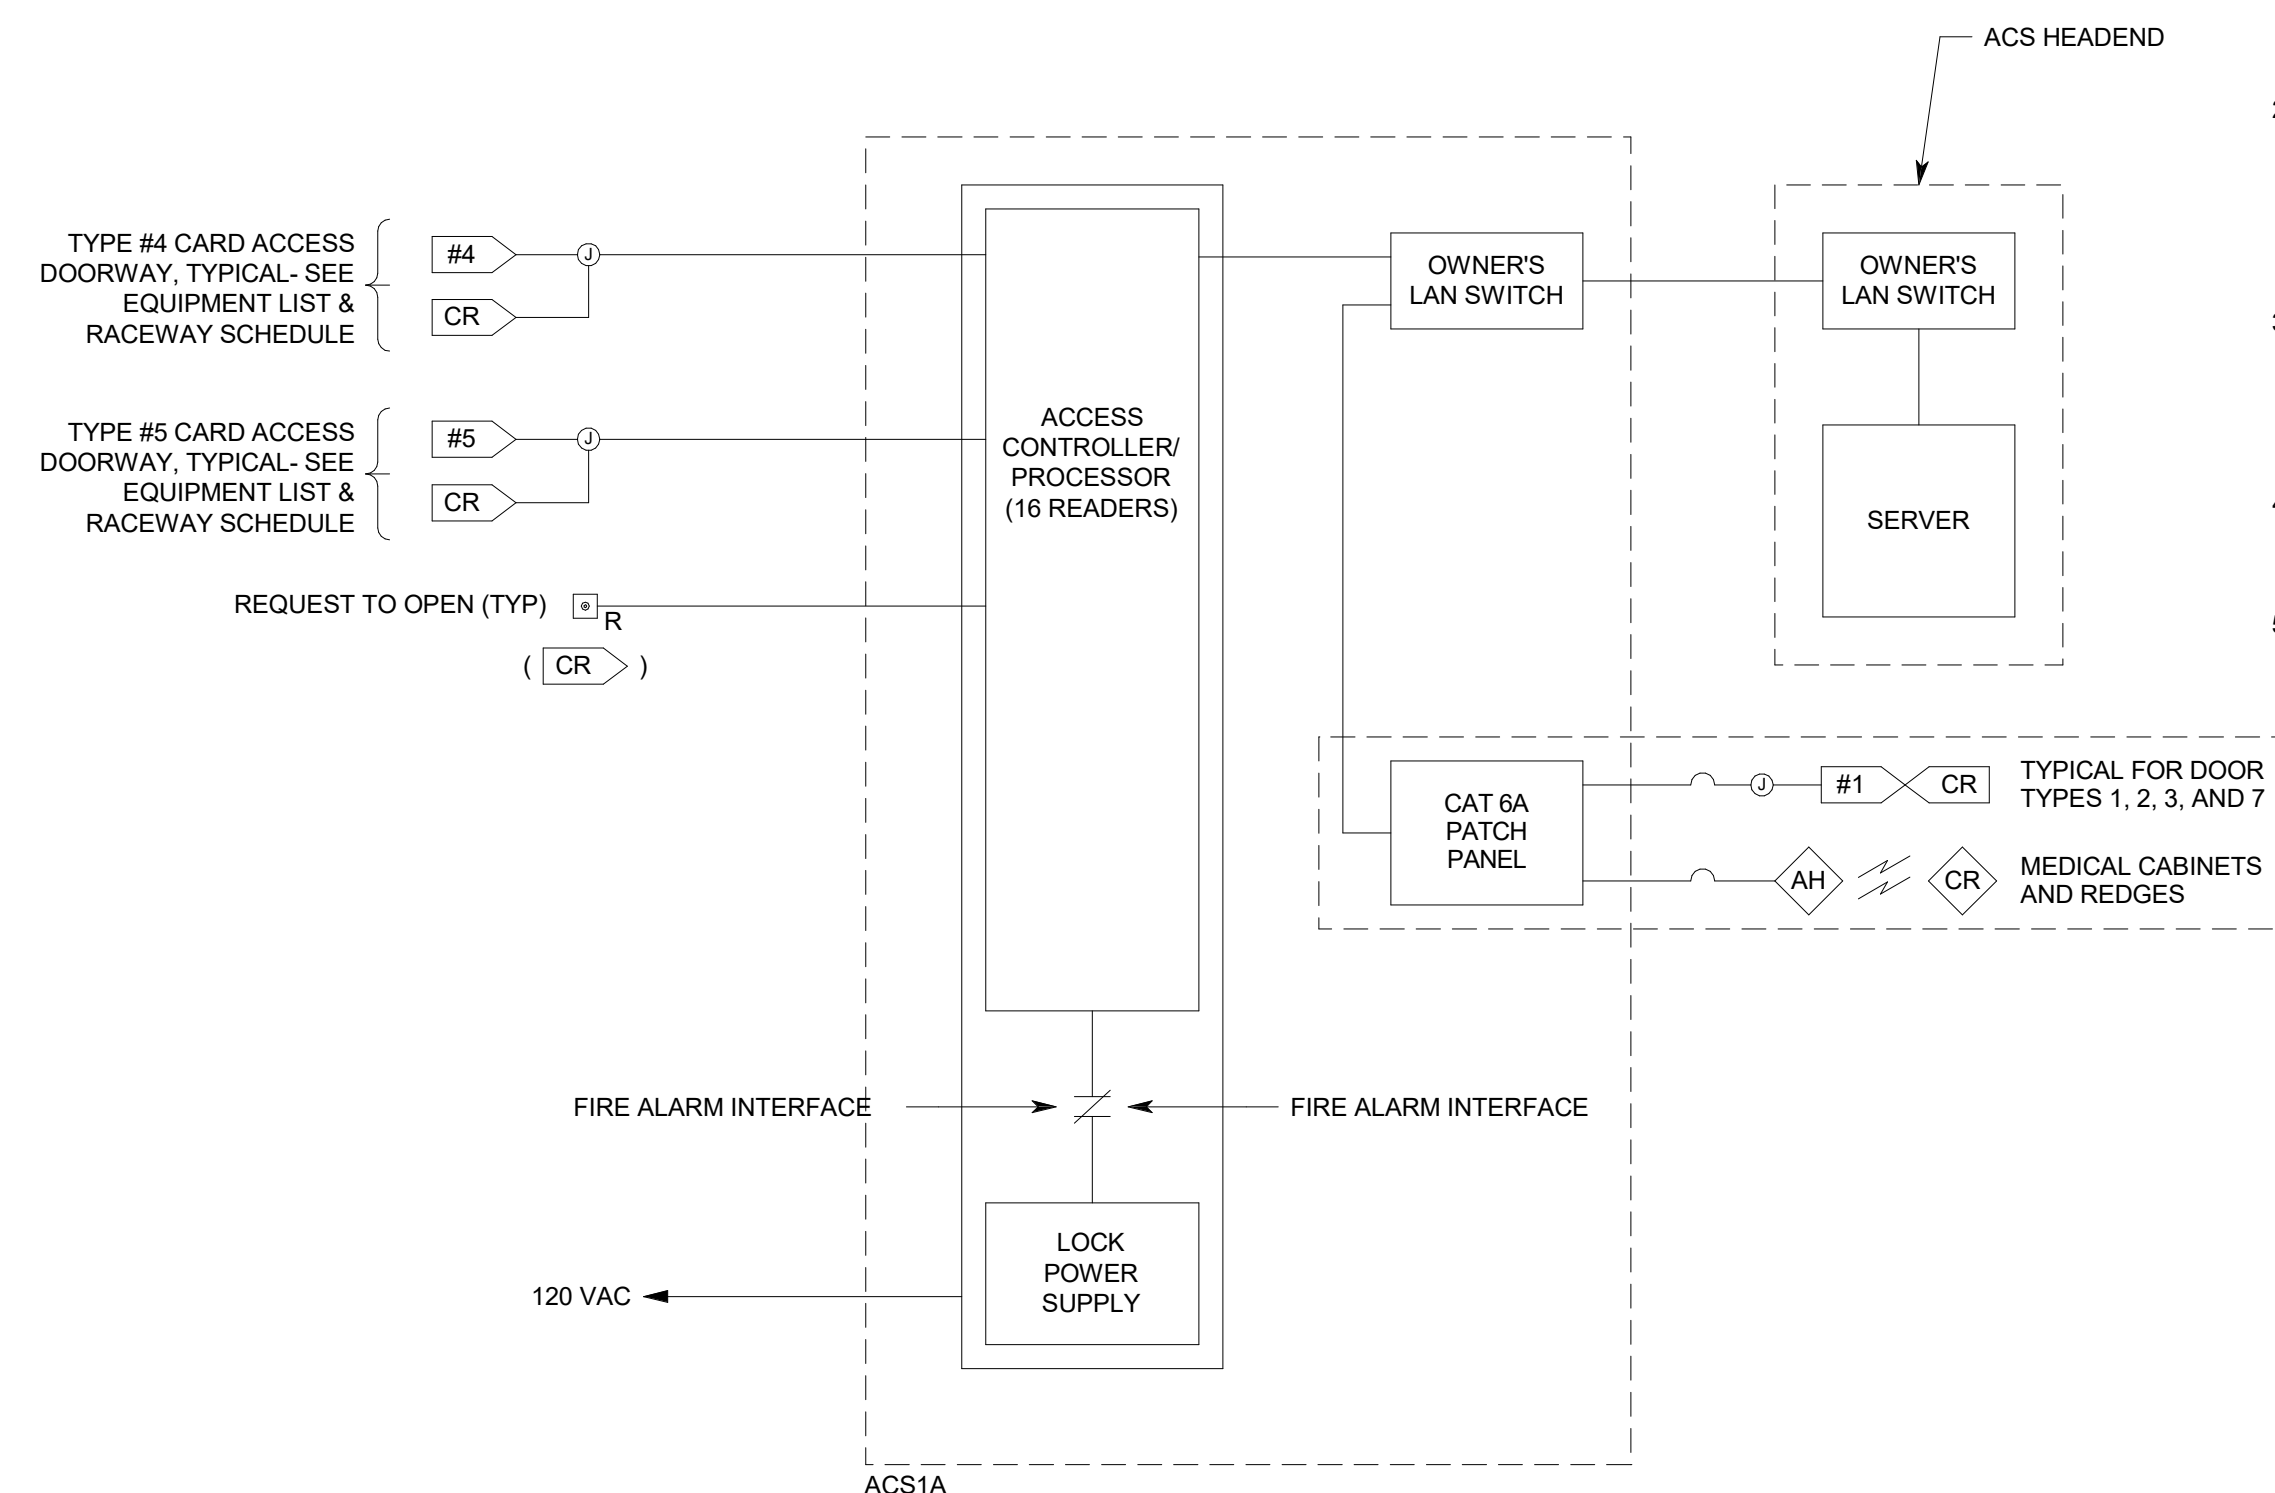 ACS HEADEND
TYPE #4 CARD ACCESS
DOORWAY, TYPICAL- SEE
EQUIPMENT LIST &
RACEWAY SCHEDULE
#4
J
CR
TYPE #5 CARD ACCESS
DOORWAY, TYPICAL- SEE
EQUIPMENT LIST &
RACEWAY SCHEDULE
#5
J
CR
REQUEST TO OPEN (TYP)
R
( CR )
ACCESS
CONTROLLER/
PROCESSOR
(16 READERS)
OWNER'S
LAN SWITCH
OWNER'S
LAN SWITCH
SERVER
CAT 6A
PATCH
PANEL
J
#1
CR
TYPICAL FOR DOOR
TYPES 1, 2, 3, AND 7
AH
CR
MEDICAL CABINETS
AND REDGES
FIRE ALARM INTERFACE
FIRE ALARM INTERFACE
LOCK
POWER
SUPPLY
120 VAC
ACS1A